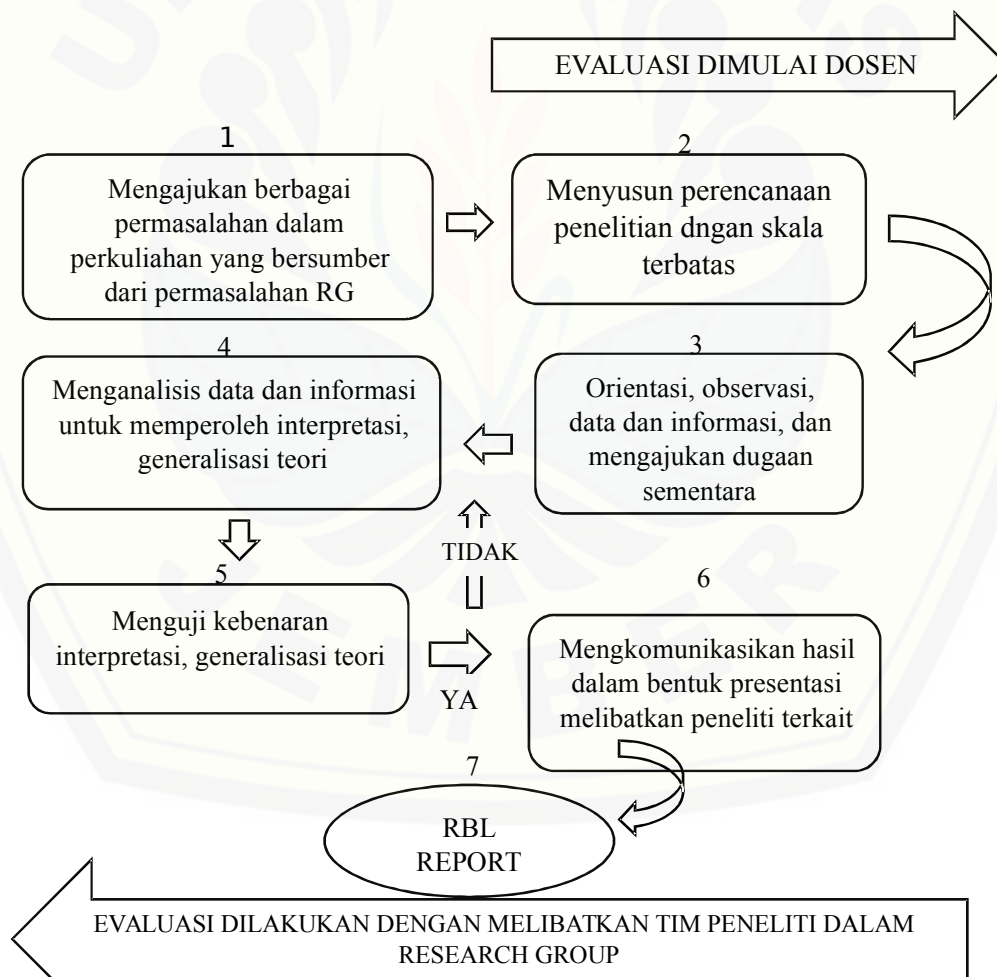 EVALUASI DIMULAI DOSEN
1
Mengajukan berbagai
permasalahan dalam
perkuliahan yang bersumber
dari permasalahan RG
2
Menyusun perencanaan
penelitian dngan skala
terbatas
3
Orientasi, observasi,
data dan informasi, dan
mengajukan dugaan
sementara
4
Menganalisis data dan informasi
untuk memperoleh interpretasi,
generalisasi teori
5
Menguji kebenaran
interpretasi, generalisasi teori
TIDAK
YA
6
Mengkomunikasikan hasil
dalam bentuk presentasi
melibatkan peneliti terkait
7
RBL
REPORT
EVALUASI DILAKUKAN DENGAN MELIBATKAN TIM PENELITI DALAM
RESEARCH GROUP